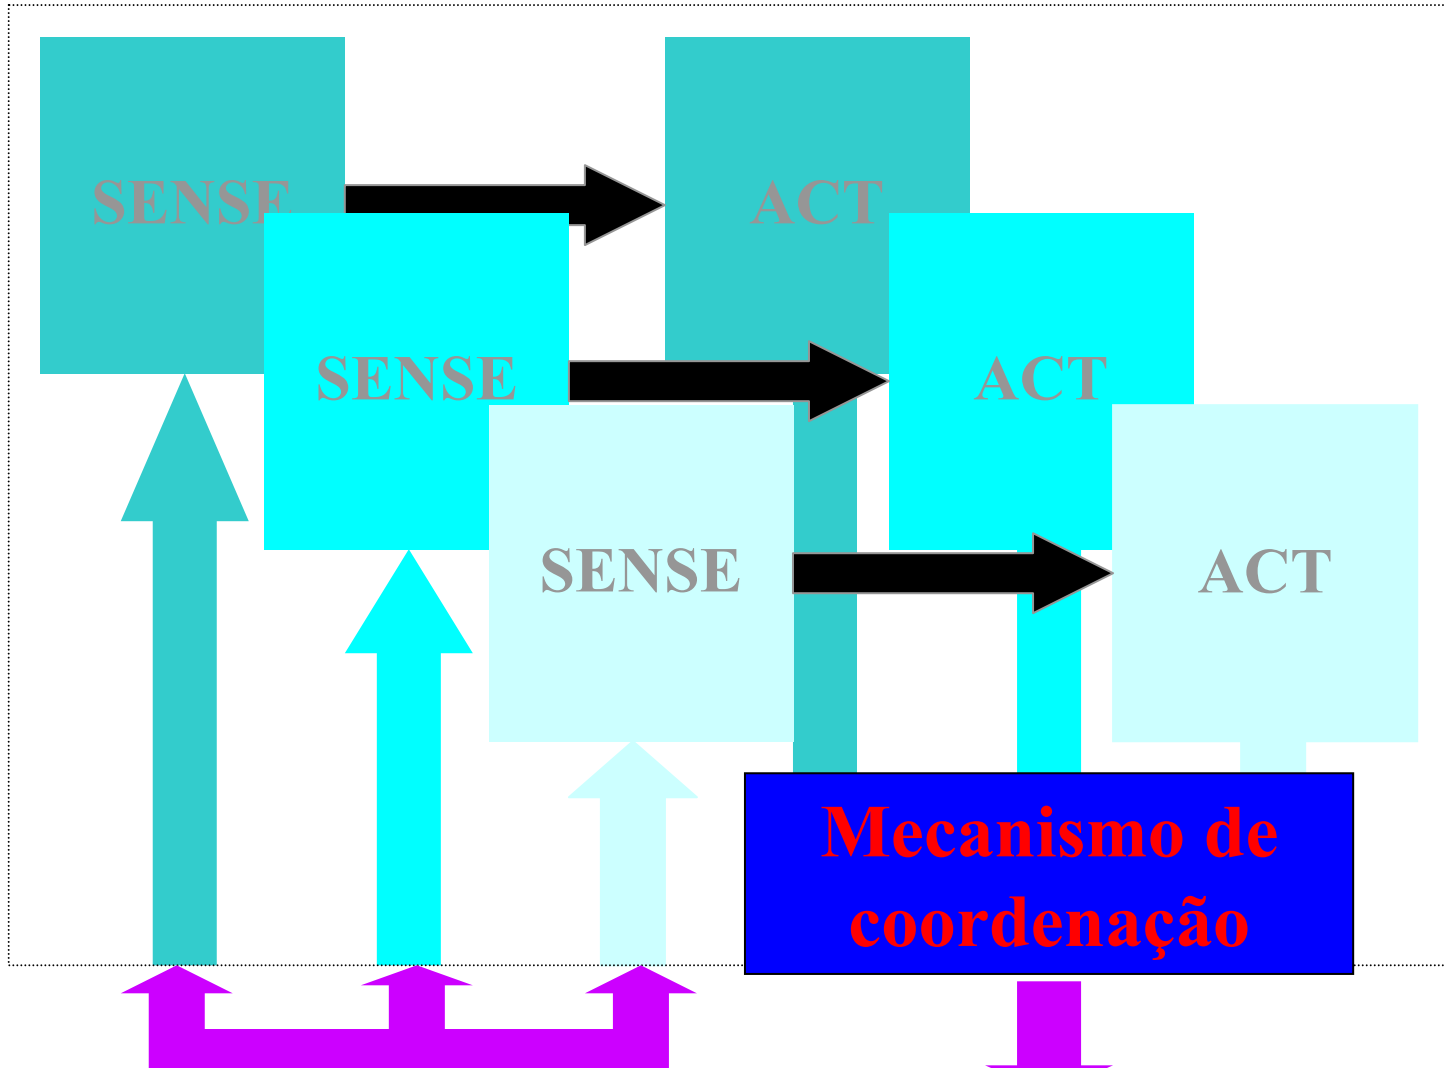 SENSE
ACT
SENSE
ACT
SENSE
ACT
Mecanismo de
coordenação